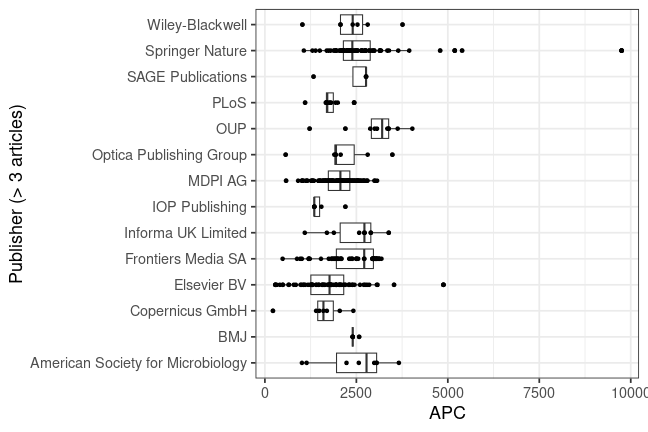 Publisher (> 3 articles)
Wiley-Blackwell
Springer Nature
SAGE Publications
PLoS
OUP
Optica Publishing Group
MDPI AG
IOP Publishing
Informa UK Limited
Frontiers Media SA
Elsevier BV
Copernicus GmbH
BMJ
American Society for Microbiology
0 2500 5000 7500 10000
APC